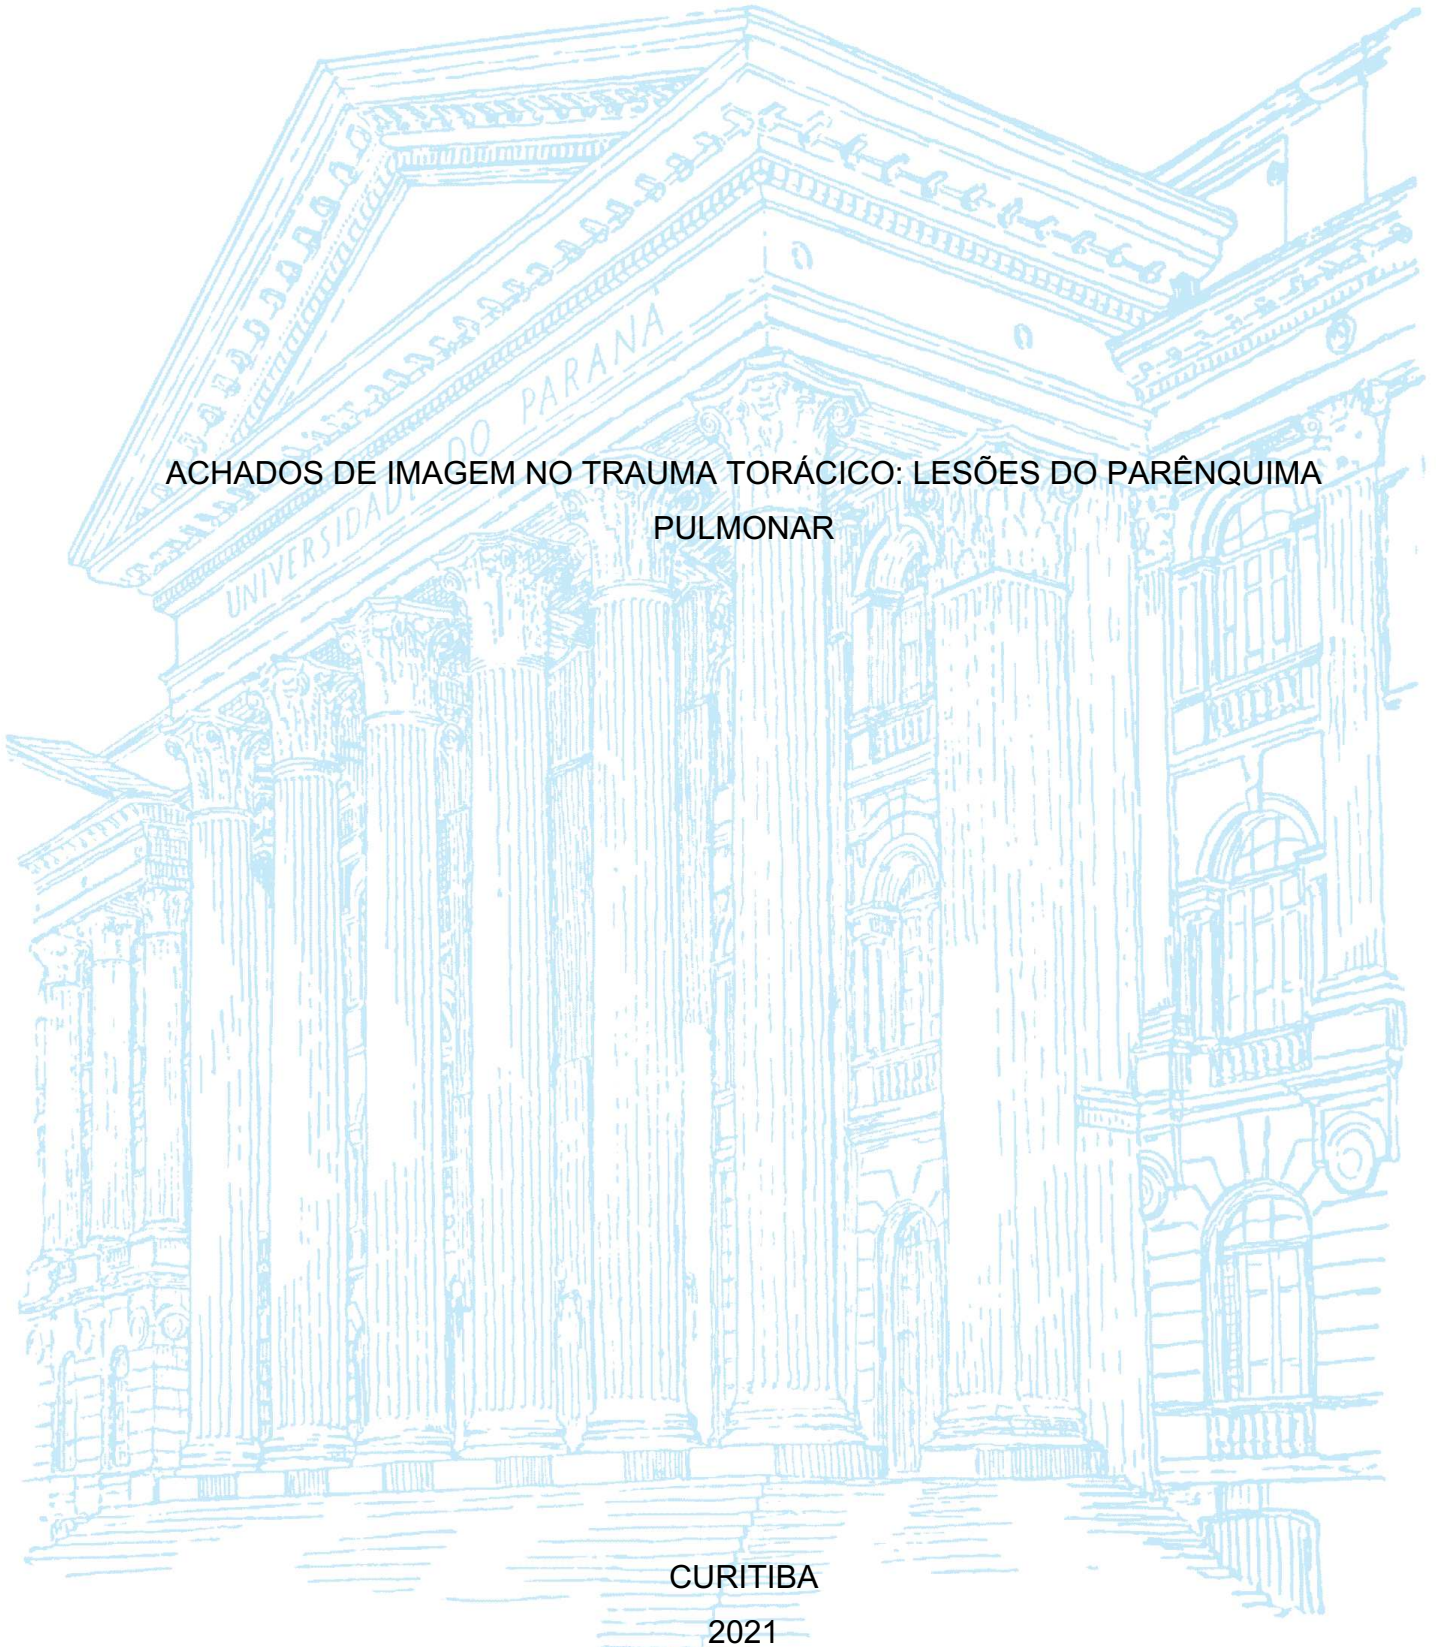 UNIVERSIDADE DO PARANÁ
ACHADOS DE IMAGEM NO TRAUMA TORÁCICO: LESÕES DO PARÊNQUIMA
PULMONAR
CURITIBA
2021